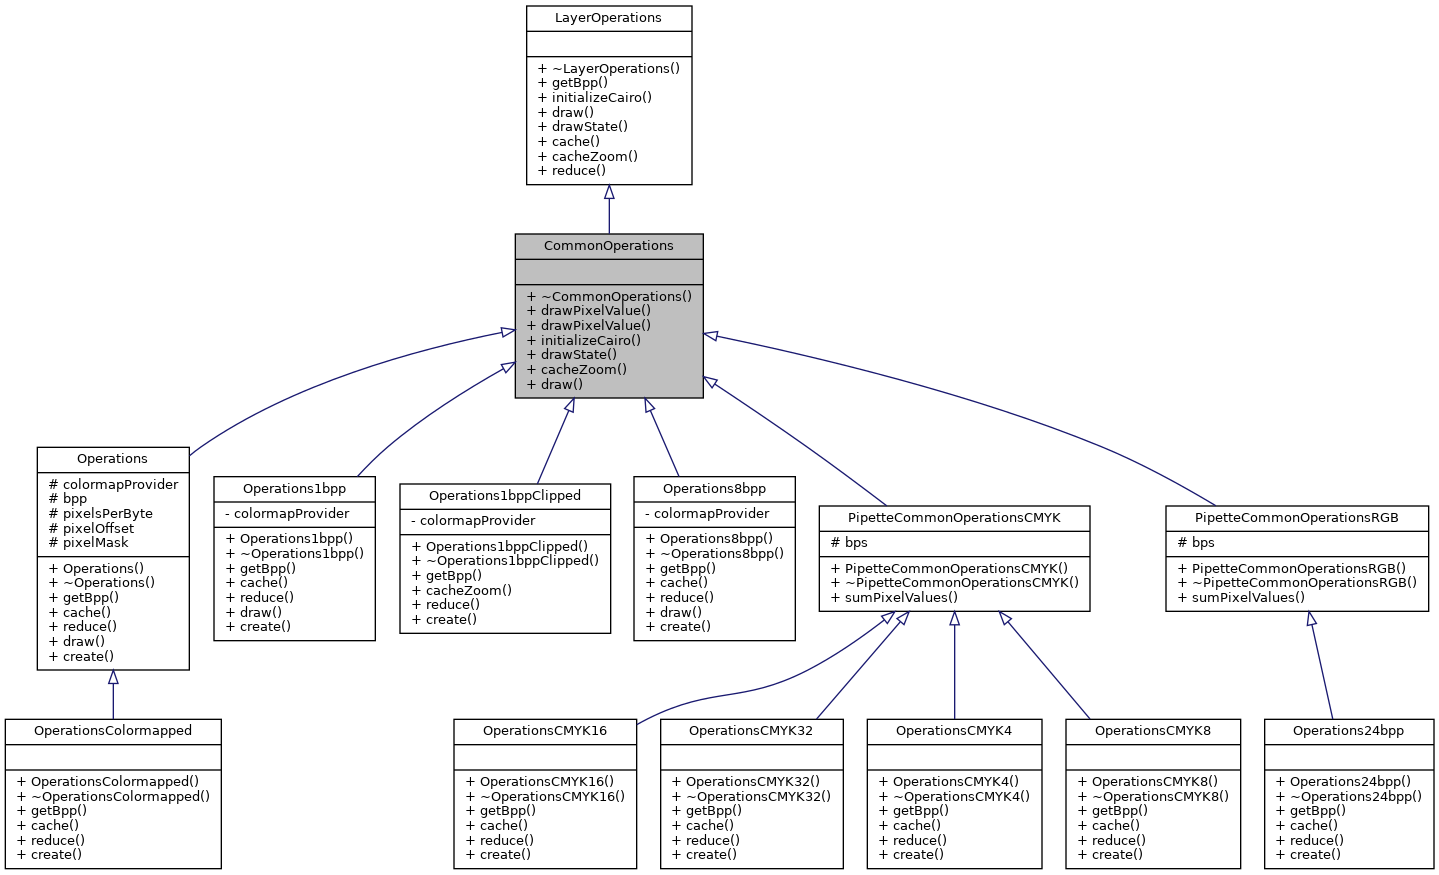 LayerOperations
+ ~LayerOperations()
+ getBpp()
+ initializeCairo()
+ draw()
+ drawState()
+ cache()
+ cacheZoom()
+ reduce()
CommonOperations
+ ~CommonOperations()
+ drawPixelValue()
+ drawPixelValue()
+ initializeCairo()
+ drawState()
+ cacheZoom()
+ draw()
Operations
# colormapProvider
# bpp
# pixelsPerByte
# pixelOffset
# pixelMask
+ Operations()
+ ~Operations()
+ getBpp()
+ cache()
+ reduce()
+ draw()
+ create()
Operations1bpp
- colormapProvider
+ Operations1bpp()
+ ~Operations1bpp()
+ getBpp()
+ cache()
+ reduce()
+ draw()
+ create()
Operations1bppClipped
- colormapProvider
+ Operations1bppClipped()
+ ~Operations1bppClipped()
+ getBpp()
+ cacheZoom()
+ reduce()
+ create()
Operations8bpp
- colormapProvider
+ Operations8bpp()
+ ~Operations8bpp()
+ getBpp()
+ cache()
+ reduce()
+ draw()
+ create()
PipetteCommonOperationsCMYK
# bps
+ PipetteCommonOperationsCMYK()
+ ~PipetteCommonOperationsCMYK()
+ sumPixelValues()
PipetteCommonOperationsRGB
# bps
+ PipetteCommonOperationsRGB()
+ ~PipetteCommonOperationsRGB()
+ sumPixelValues()
OperationsColormapped
+ OperationsColormapped()
+ ~OperationsColormapped()
+ getBpp()
+ cache()
+ reduce()
+ create()
OperationsCMYK16
+ OperationsCMYK16()
+ ~OperationsCMYK16()
+ getBpp()
+ cache()
+ reduce()
+ create()
OperationsCMYK32
+ OperationsCMYK32()
+ ~OperationsCMYK32()
+ getBpp()
+ cache()
+ reduce()
+ create()
OperationsCMYK4
+ OperationsCMYK4()
+ ~OperationsCMYK4()
+ getBpp()
+ cache()
+ reduce()
+ create()
OperationsCMYK8
+ OperationsCMYK8()
+ ~OperationsCMYK8()
+ getBpp()
+ cache()
+ reduce()
+ create()
Operations24bpp
+ Operations24bpp()
+ ~Operations24bpp()
+ getBpp()
+ cache()
+ reduce()
+ create()